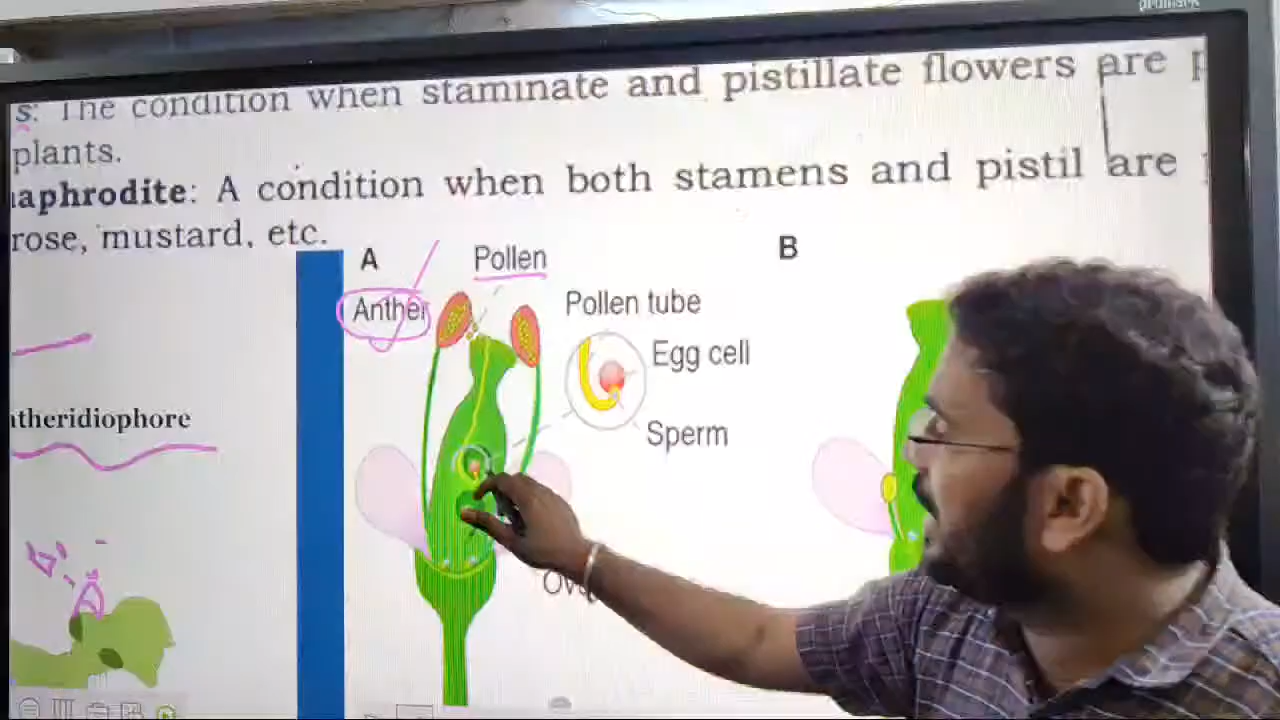 s: The condition when staminate and pistillate flowers are p
plants.
aphrodite: A condition when both stamens and pistil are
rose, mustard, etc.
A
Pollen
B
Anther
Pollen tube
Egg cell
theridiophore
Sperm
promark